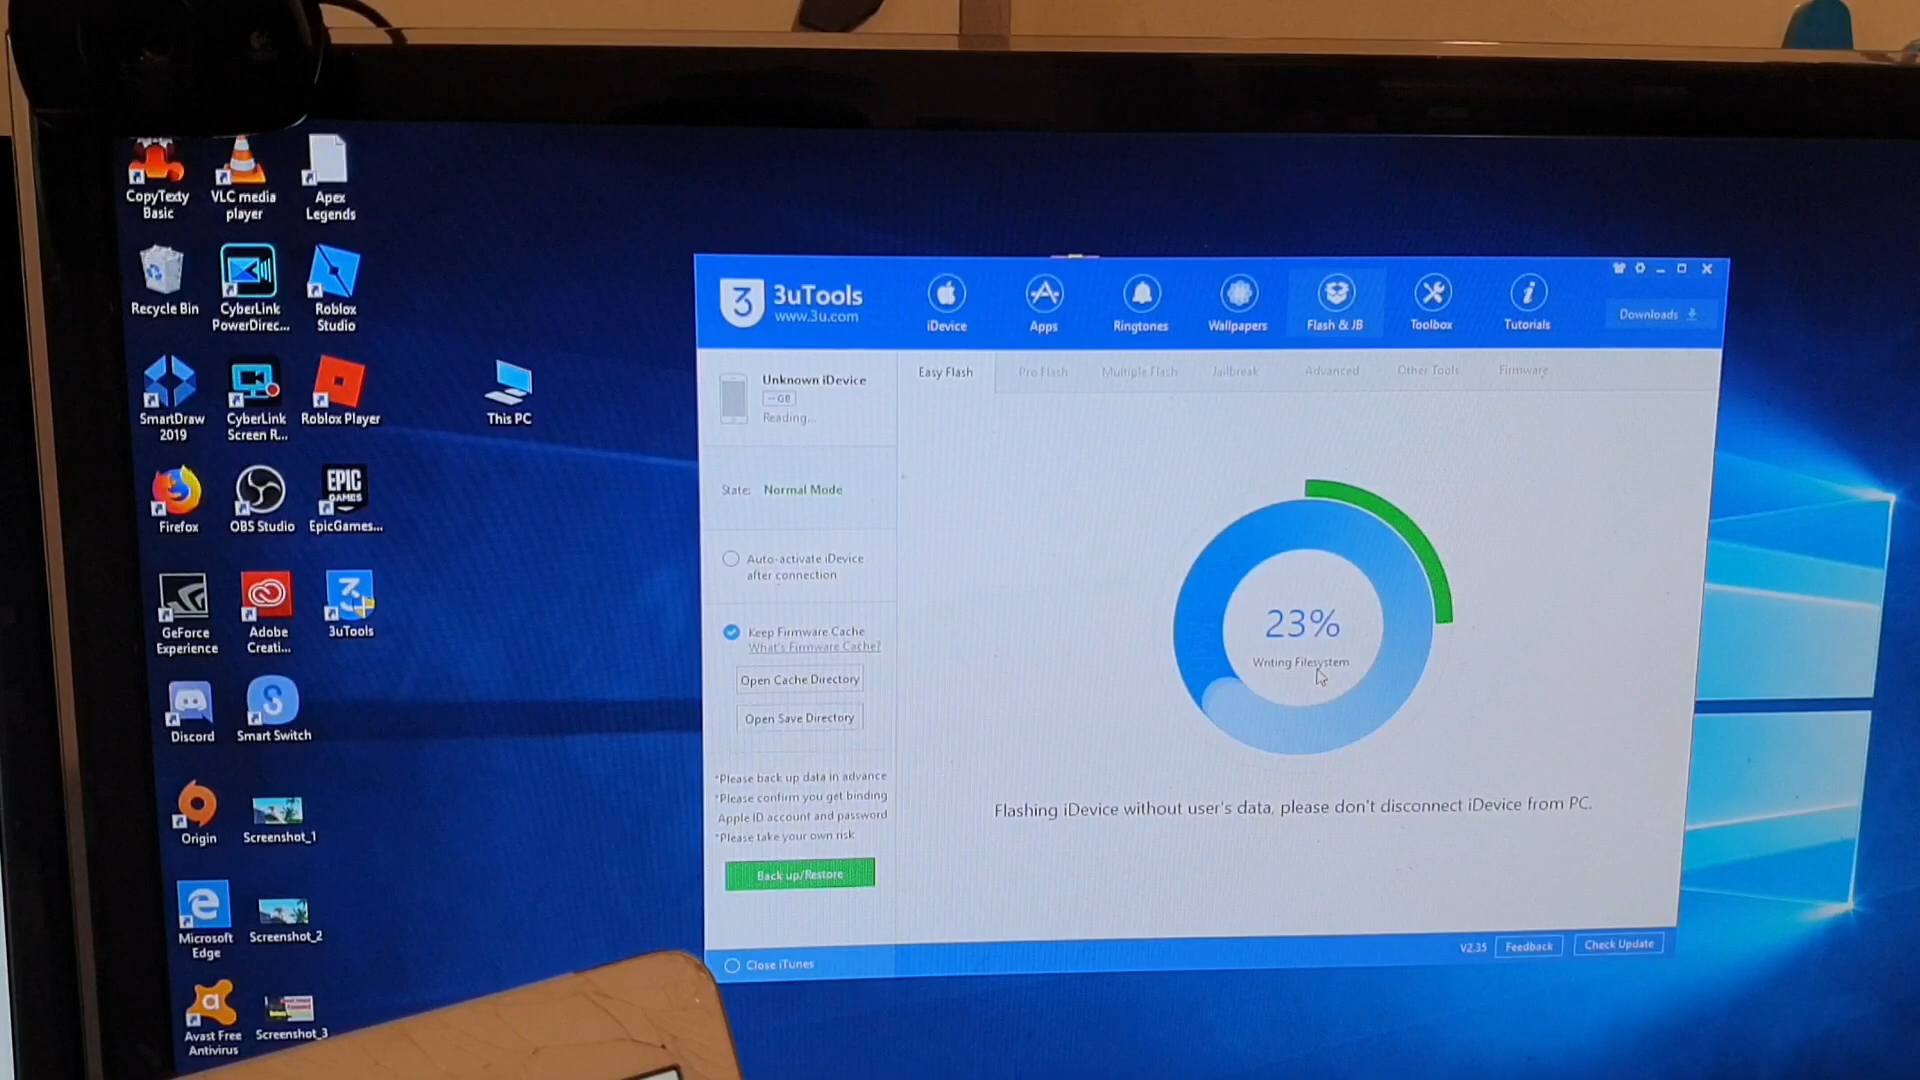 CopyTexty
Basic
VLC media
player
Apex
Legends
Recycle Bin
CyberLink
PowerDirec...
Roblox
Studio
SmartDraw
2019
CyberLink
Screen R...
Roblox Player
This PC
Firefox
OBS Studio
EPIC
GAMES
EpicGames...
GeForce
Experience
Adobe
Creati...
3uTools
Discord
Smart Switch
Origin
Screenshot_1
Microsoft
Edge
Screenshot_2
Avast Free
Antivirus
Screenshot_3
3uTools
www.3u.com
iDevice
Apps
Ringtones
Wallpapers
Flash & JB
Toolbox
Tutorials
Downloads
Unknown iDevice
-- GB
Reading...
Easy Flash
Pro Flash
Multiple Flash
Jailbreak
Advanced
Other Tools
Firmware
State: Normal Mode
Auto-activate iDevice
after connection
Keep Firmware Cache
What's Firmware Cache?
Open Cache Directory
Open Save Directory
*Please back up data in advance
*Please confirm you get binding
Apple ID account and password
*Please take your own risk
Back up/Restore
23%
Writing Filesystem
Flashing iDevice without user's data, please don't disconnect iDevice from PC.
Close iTunes
V2.35
Feedback
Check Update